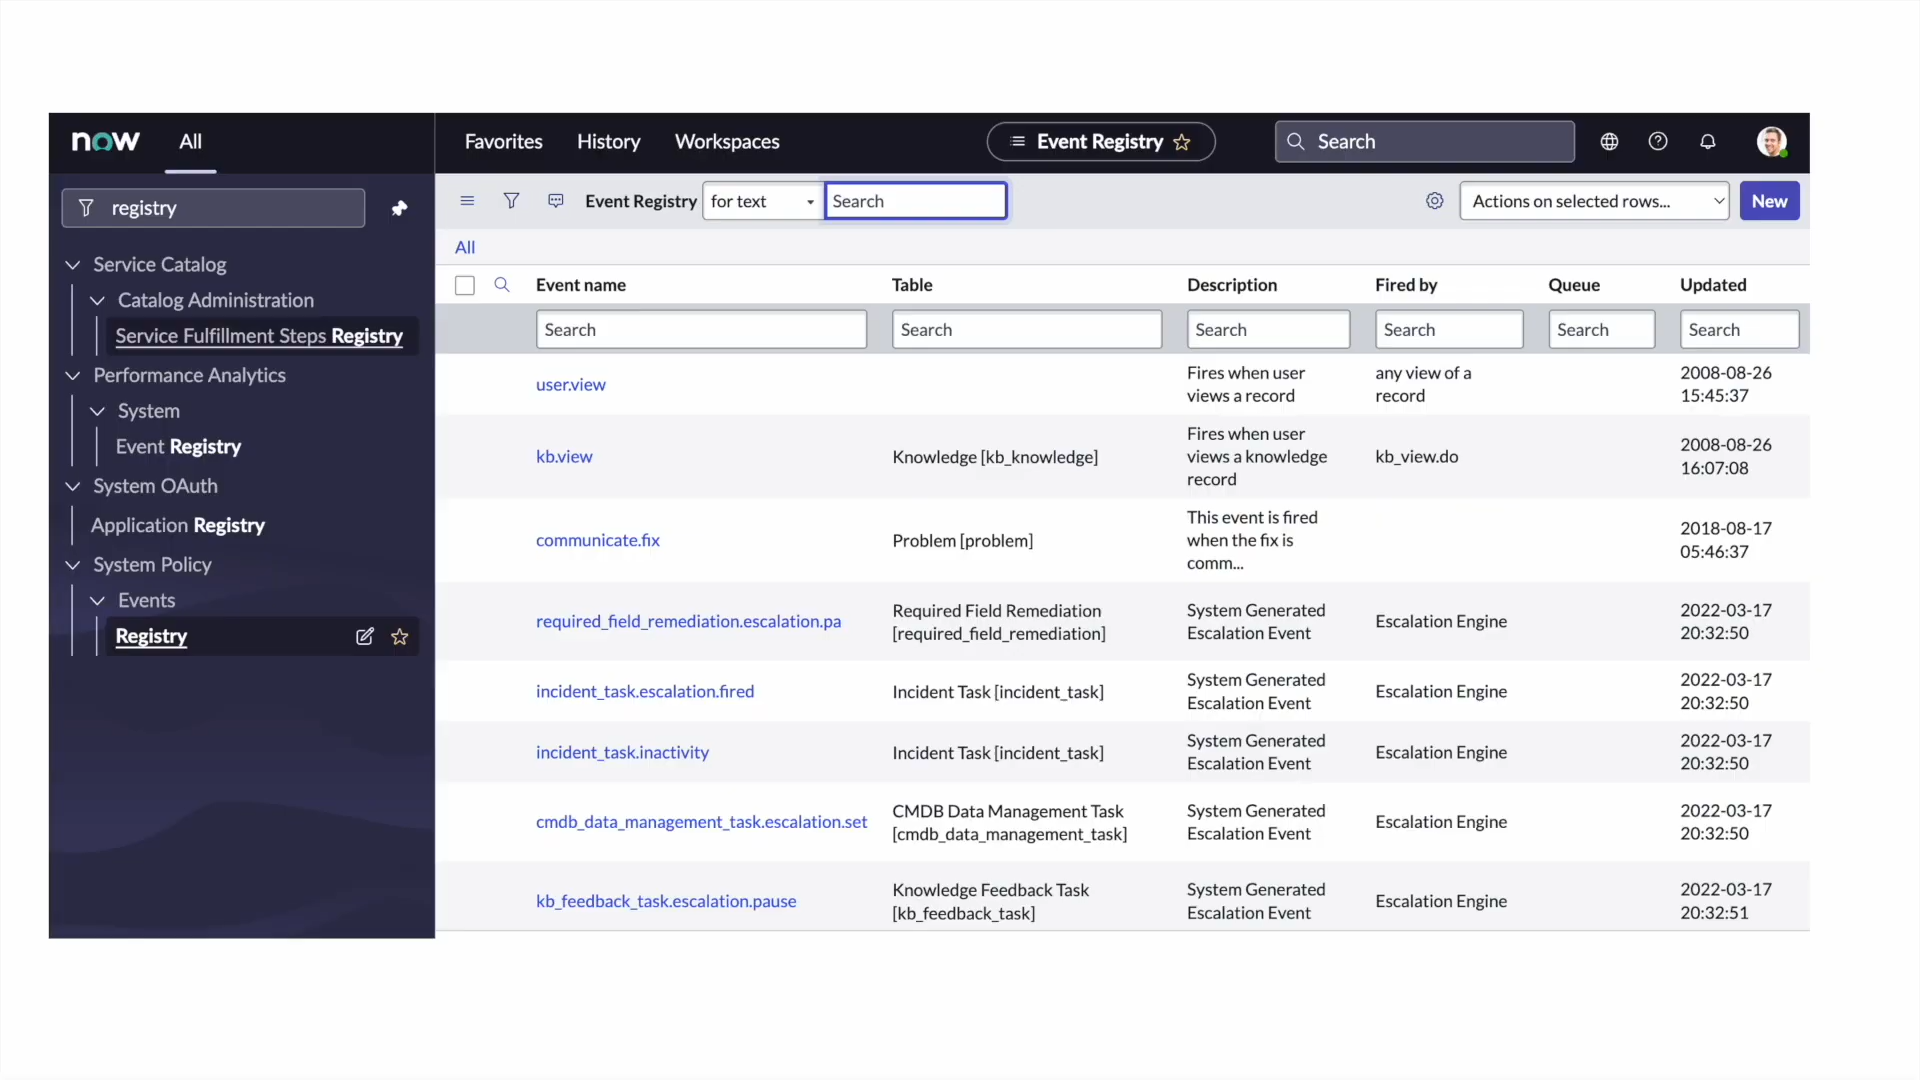 now All Favorites History Workspaces Event Registry Search
registry
Event Registry for text Search Actions on selected rows... New
All
Service Catalog
Catalog Administration
Service Fulfillment Steps Registry
Performance Analytics
System
Event Registry
System OAuth
Application Registry
System Policy
Events
Registry
Event name Table Description Fired by Queue Updated
Search Search Search Search Search Search
user.view Fires when user any view of a 2008-08-26
views a record record 15:45:37
Fires when user
kb.view Knowledge [kb_knowledge] views a knowledge kb_view.do 2008-08-26
record 16:07:08
This event is fired
communicate.fix Problem [problem] when the fix is 2018-08-17
comm... 05:46:37
required_field_remediation.escalation.pa Required Field Remediation System Generated Escalation Engine 2022-03-17
[required_field_remediation] Escalation Event 20:32:50
incident_task.escalation.fired Incident Task [incident_task] System Generated Escalation Engine 2022-03-17
Escalation Event 20:32:50
incident_task.inactivity Incident Task [incident_task] System Generated Escalation Engine 2022-03-17
Escalation Event 20:32:50
cmdb_data_management_task.escalation.set CMDB Data Management Task System Generated Escalation Engine 2022-03-17
[cmdb_data_management_task] Escalation Event 20:32:50
kb_feedback_task.escalation.pause Knowledge Feedback Task System Generated Escalation Engine 2022-03-17
[kb_feedback_task] Escalation Event 20:32:51